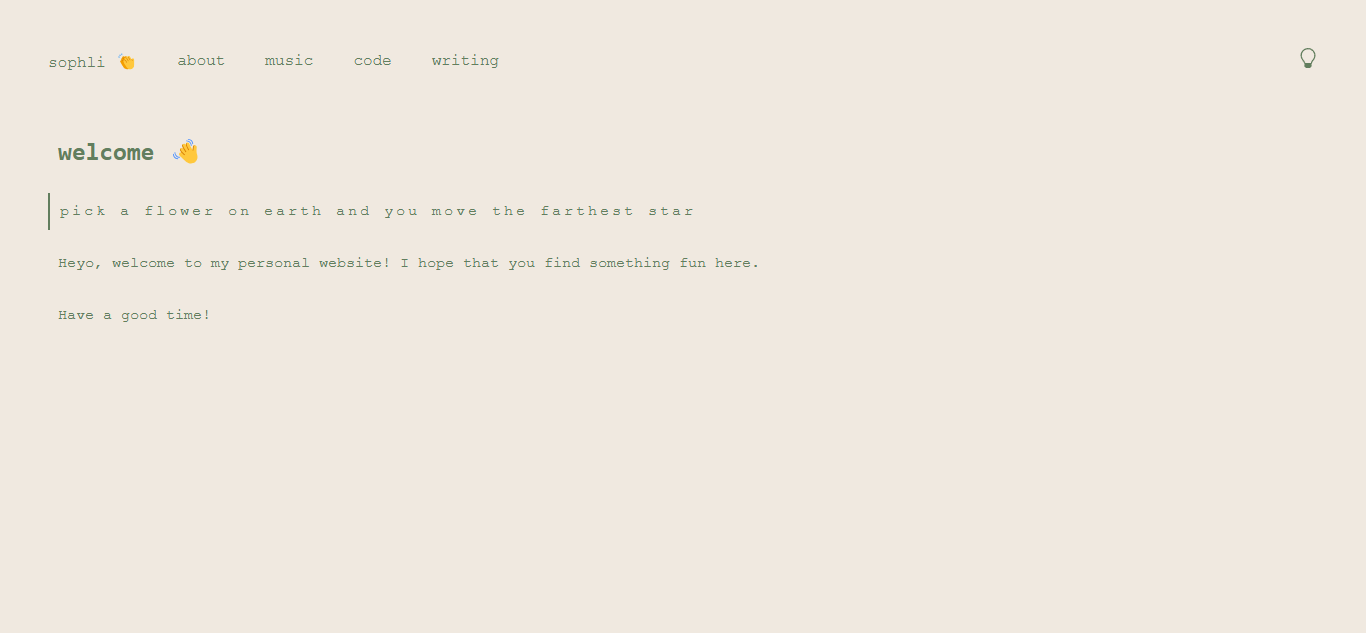 sophli 👏 about music code writing
welcome 👋
pick a flower on earth and you move the farthest star
Heyo, welcome to my personal website! I hope that you find something fun here.
Have a good time!